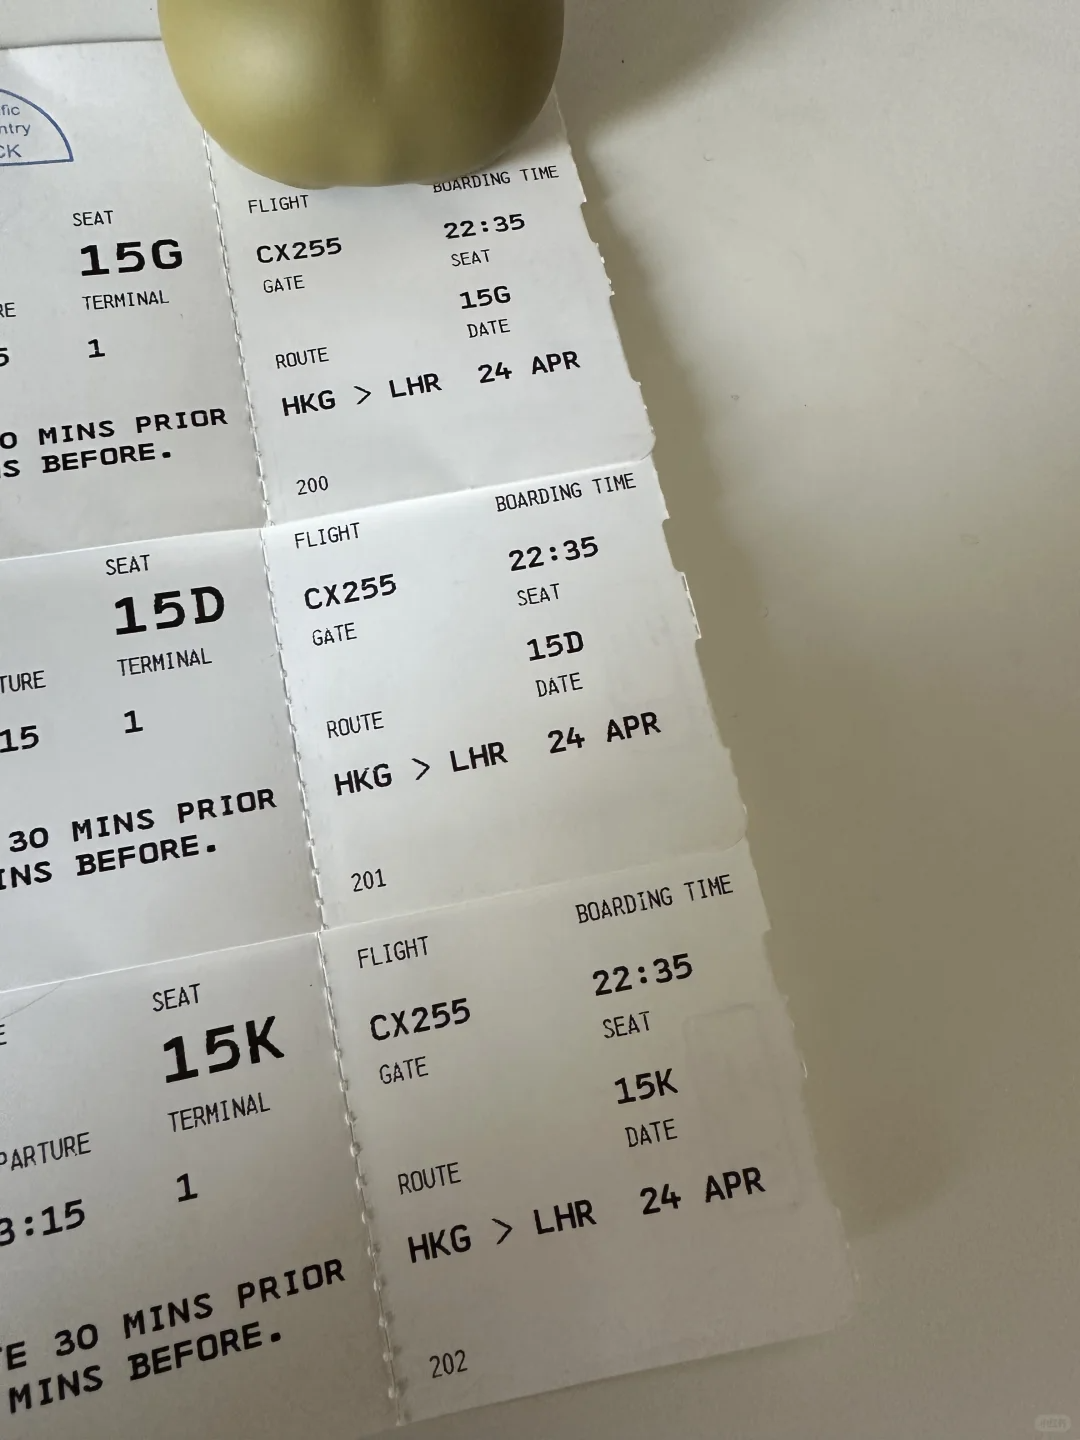 fic
ntry
CK
SEAT
15G
RE
TERMINAL
5
1
0 MINS PRIOR
S BEFORE.
FLIGHT
BOARDING TIME
CX255
22:35
GATE
SEAT
15G
DATE
ROUTE
HKG > LHR 24 APR
200
SEAT
15D
TURE
TERMINAL
15
1
30 MINS PRIOR
INS BEFORE.
FLIGHT
BOARDING TIME
CX255
22:35
GATE
SEAT
15D
DATE
ROUTE
HKG > LHR 24 APR
201
SEAT
15K
E
PARTURE
TERMINAL
3:15
1
E 30 MINS PRIOR
MINS BEFORE.
FLIGHT
BOARDING TIME
CX255
22:35
GATE
SEAT
15K
DATE
ROUTE
HKG > LHR 24 APR
202